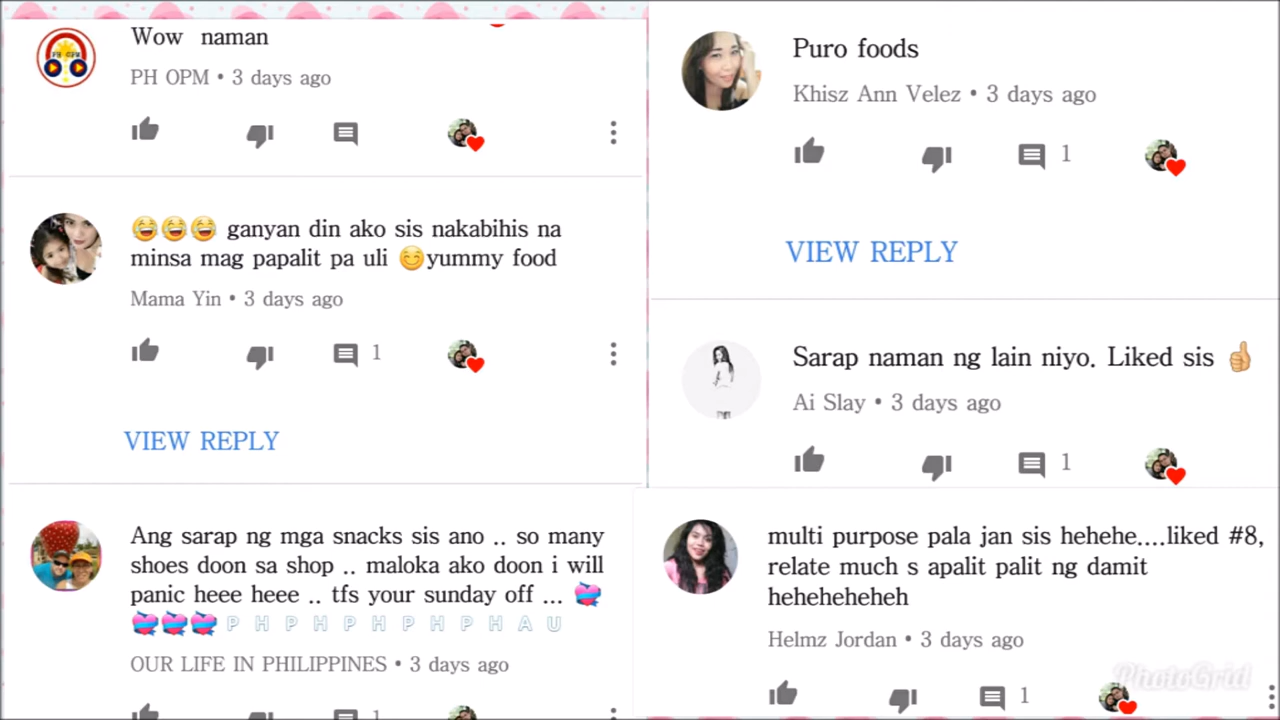 Wow naman
PH OPM • 3 days ago
😂😂😂 ganyan din ako sis nakabihis na
minsa mag papalit pa uli 😊yummy food
Mama Yin • 3 days ago
1
VIEW REPLY
Ang sarap ng mga snacks sis ano .. so many
shoes doon sa shop .. maloka ako doon i will
panic heee heee .. tfs your sunday off ... 💝
💝💝💝 P H P H P H P H P H A U
OUR LIFE IN PHILIPPINES • 3 days ago
1
Puro foods
Khisz Ann Velez • 3 days ago
1
VIEW REPLY
Sarap naman ng lain niyo. Liked sis 👍
Ai Slay • 3 days ago
1
multi purpose pala jan sis hehehe....liked #8,
relate much s apalit palit ng damit
heheheheheh
Helmz Jordan • 3 days ago
1
PhotoGrid